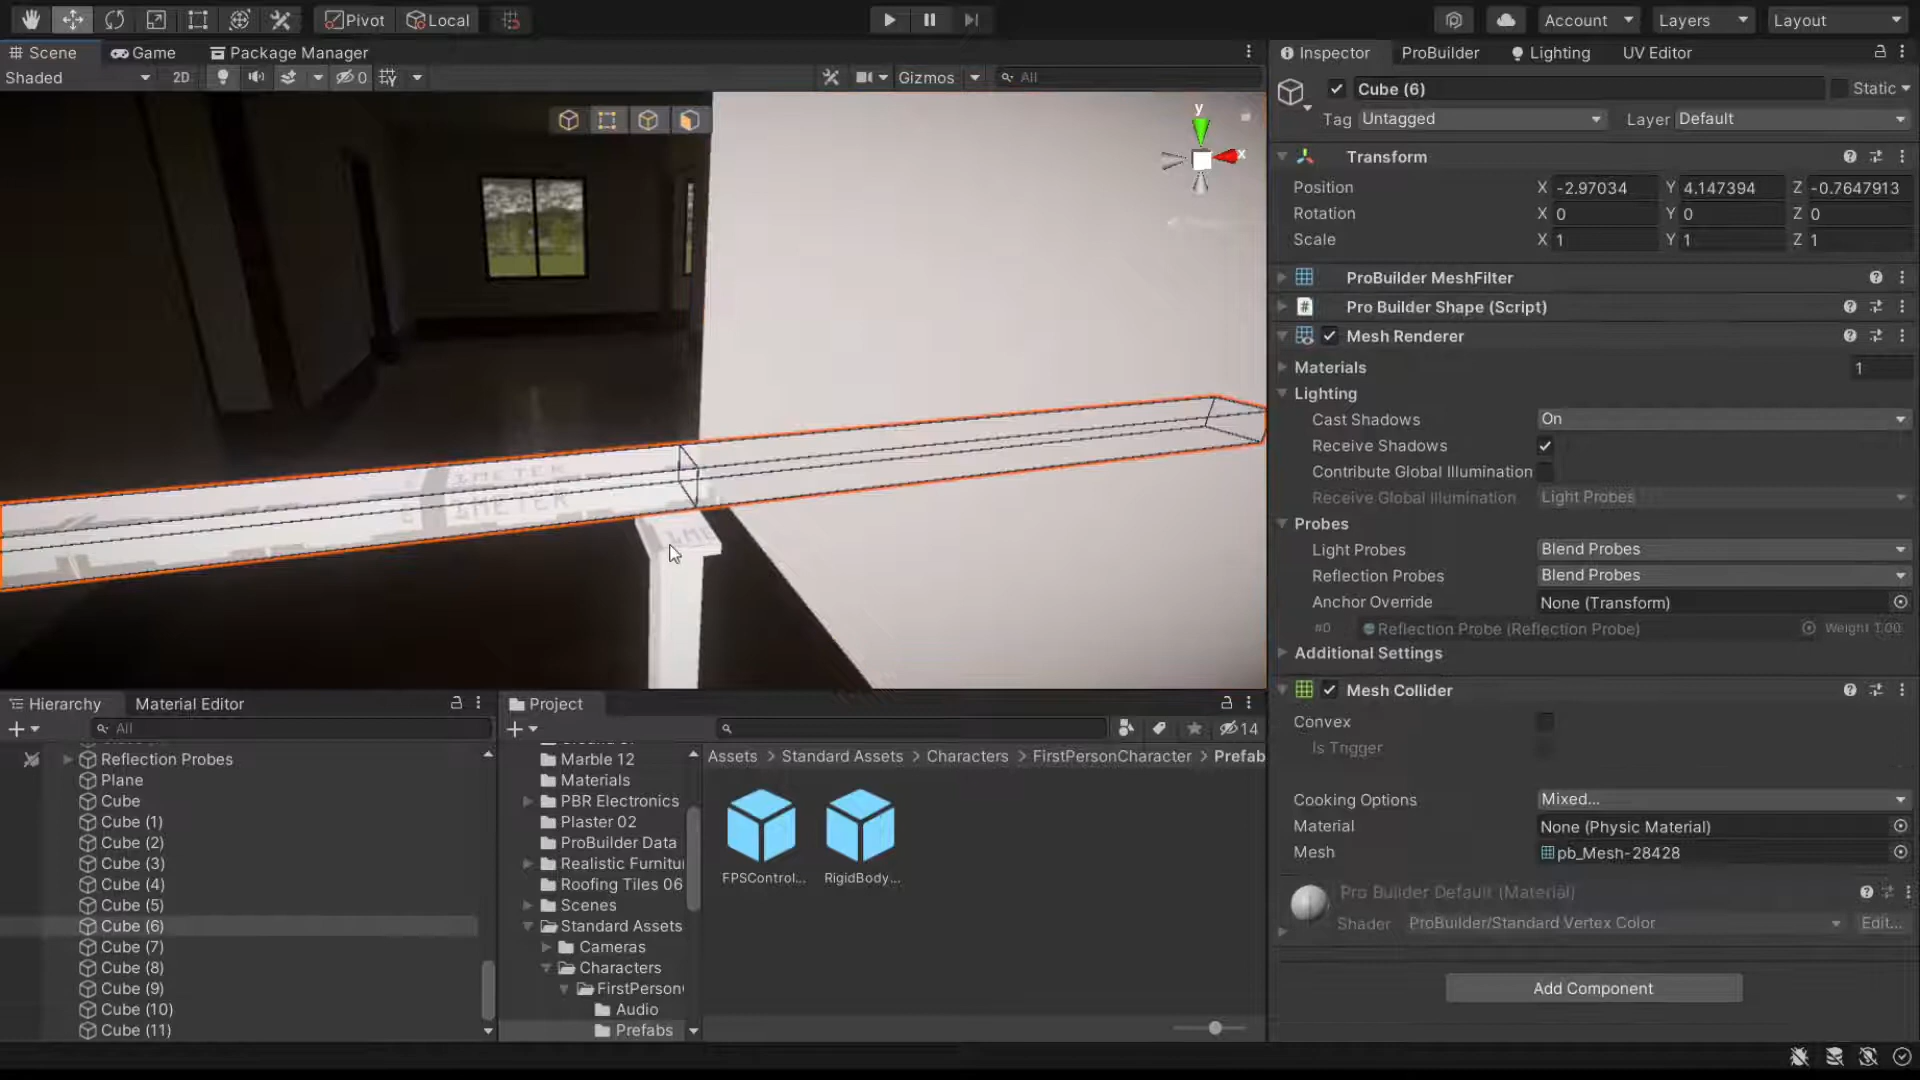 Pivot Local Account Layers Layout
Scene Game Package Manager Inspector ProBuilder Lighting UV Editor
Shaded 2D 0 Gizmos All
Cube (6) Static
Tag Untagged Layer Default
y
x
Transform
Position X -2.97034 Y 4.147394 Z -0.7647913
Rotation X 0 Y 0 Z 0
Scale X 1 Y 1 Z 1
ProBuilder MeshFilter
Pro Builder Shape (Script)
Mesh Renderer
Materials 1
Lighting
Cast Shadows On
Receive Shadows
Contribute Global Illumination
Receive Global Illumination Light Probes
Probes
Light Probes Blend Probes
Reflection Probes Blend Probes
Anchor Override None (Transform)
#0 Reflection Probe (Reflection Probe) Weight 1.00
Additional Settings
Mesh Collider
Convex
Is Trigger
Cooking Options Mixed...
Material None (Physic Material)
Mesh pb_Mesh-28428
Pro Builder Default (Material)
Shader ProBuilder/Standard Vertex Color Edit...
Add Component
Hierarchy Material Editor
All
Reflection Probes
Plane
Cube
Cube (1)
Cube (2)
Cube (3)
Cube (4)
Cube (5)
Cube (6)
Cube (7)
Cube (8)
Cube (9)
Cube (10)
Cube (11)
Project
14
Marble 12
Materials
PBR Electronics
Plaster 02
ProBuilder Data
Realistic Furnitu
Roofing Tiles 06
Scenes
Standard Assets
Cameras
Characters
FirstPerson
Audio
Prefabs
Assets > Standard Assets > Characters > FirstPersonCharacter > Prefab
FPSControl... RigidBody...